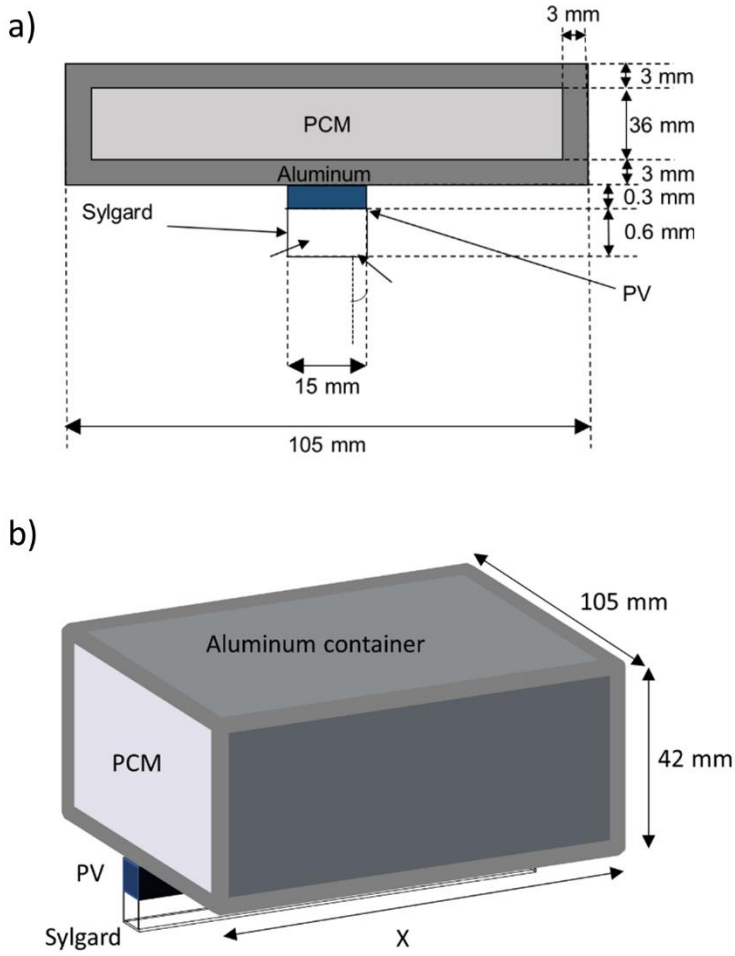 a)
3 mm
3 mm
PCM
36 mm
Aluminum
3 mm
0.3 mm
Sylgard
0.6 mm
PV
15 mm
105 mm
b)
105 mm
Aluminum container
PCM
42 mm
PV
Sylgard
X